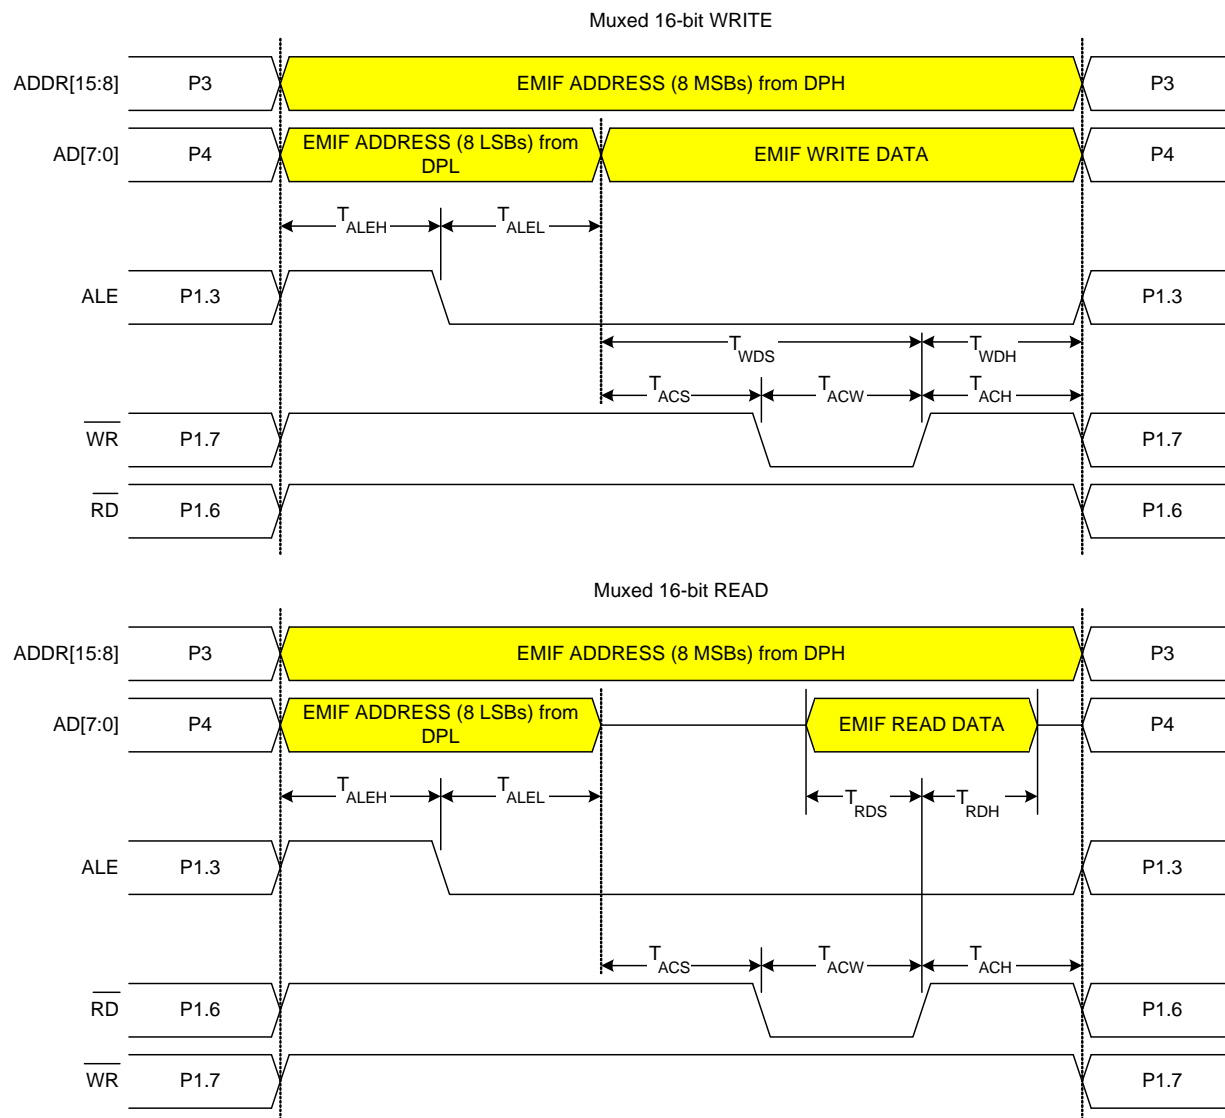 Muxed 16-bit WRITE
ADDR[15:8] P3 EMIF ADDRESS (8 MSBs) from DPH P3
AD[7:0] P4 EMIF ADDRESS (8 LSBs) from DPL EMIF WRITE DATA P4
TALEH TALEL
ALE P1.3 P1.3
TWDS TWDH
TACS TACW TACH
WR P1.7 P1.7
RD P1.6 P1.6
Muxed 16-bit READ
ADDR[15:8] P3 EMIF ADDRESS (8 MSBs) from DPH P3
AD[7:0] P4 EMIF ADDRESS (8 LSBs) from DPL EMIF READ DATA P4
TALEH TALEL TRDS TRDH
ALE P1.3 P1.3
TACS TACW TACH
RD P1.6 P1.6
WR P1.7 P1.7